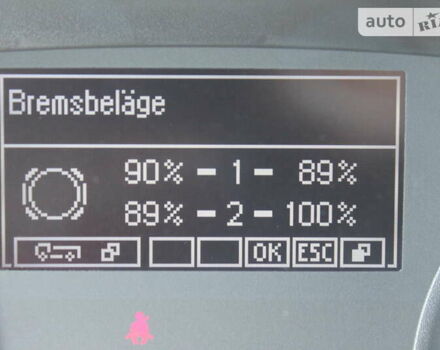 auto RIA
Bremsbeläge
90% - 1 - 89%
89% - 2 - 100%
OK ESC